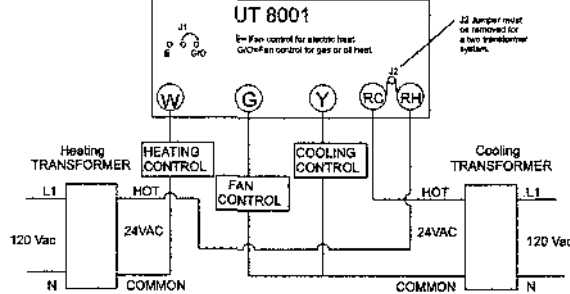 UT 8001
J1
E G/O
E= Fan control for electric heat.
G/O=Fan control for gas or oil heat.
J2 Jumper must
be removed for
a two transformer
system.
J2
W G Y RC RH
Heating
TRANSFORMER
HEATING
CONTROL
FAN
CONTROL
COOLING
CONTROL
Cooling
TRANSFORMER
L1 HOT HOT L1
120 Vac 24VAC 24VAC 120 Vac
N COMMON COMMON N